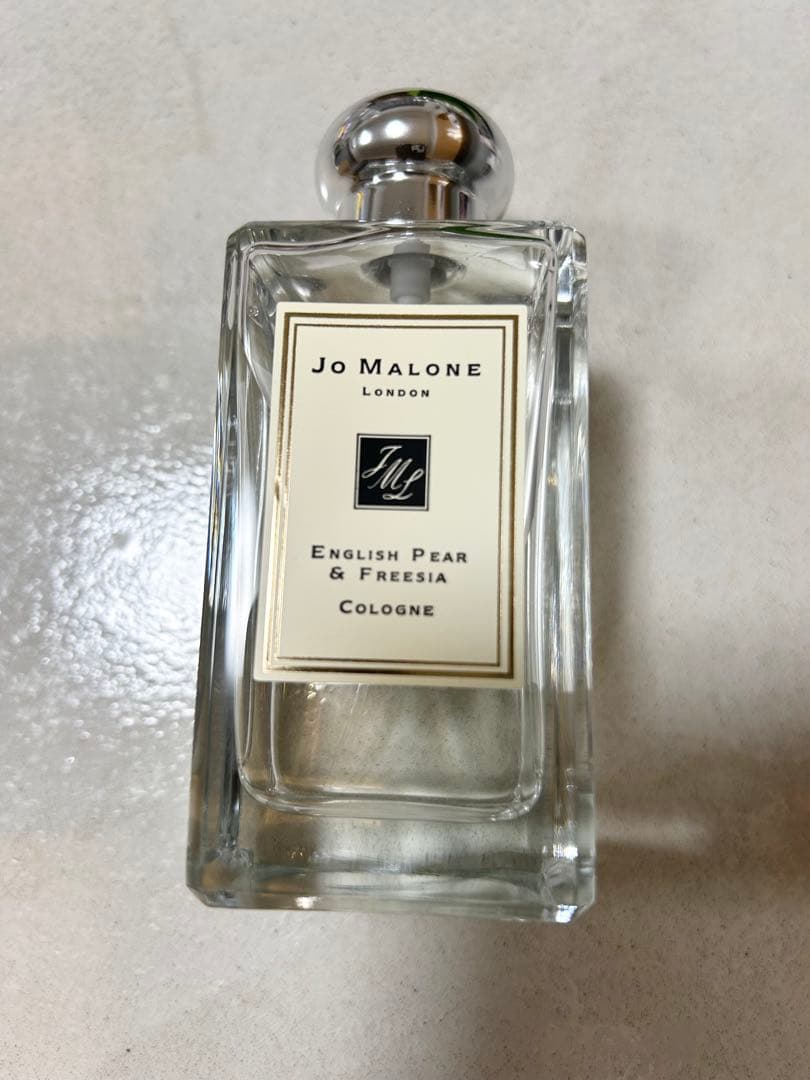 JO MALONE
LONDON
JML
ENGLISH PEAR
& FREESIA
COLOGNE